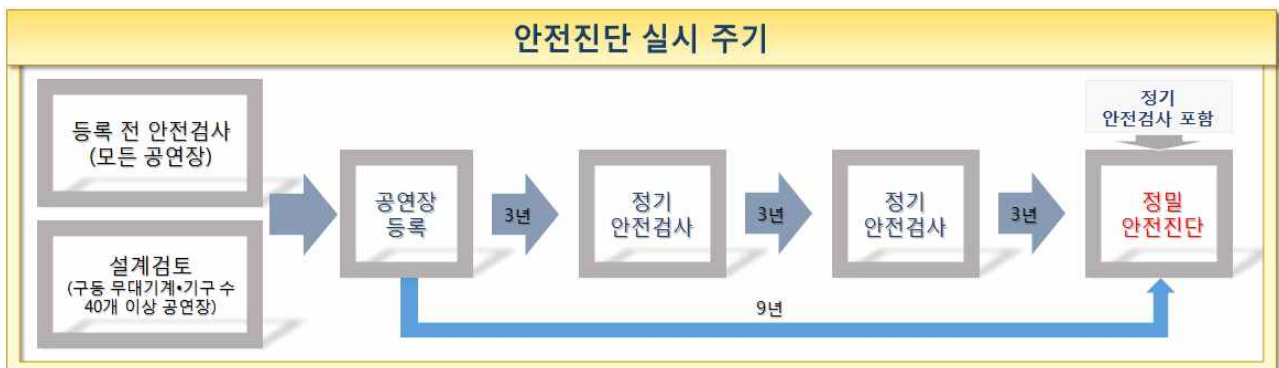 안전진단 실시 주기
등록 전 안전검사
(모든 공연장)
설계검토
(구동 무대기계•기구 수
40개 이상 공연장)
공연장
등록
3년
정기
안전검사
3년
정기
안전검사
3년
정기
안전검사 포함
정밀
안전진단
9년